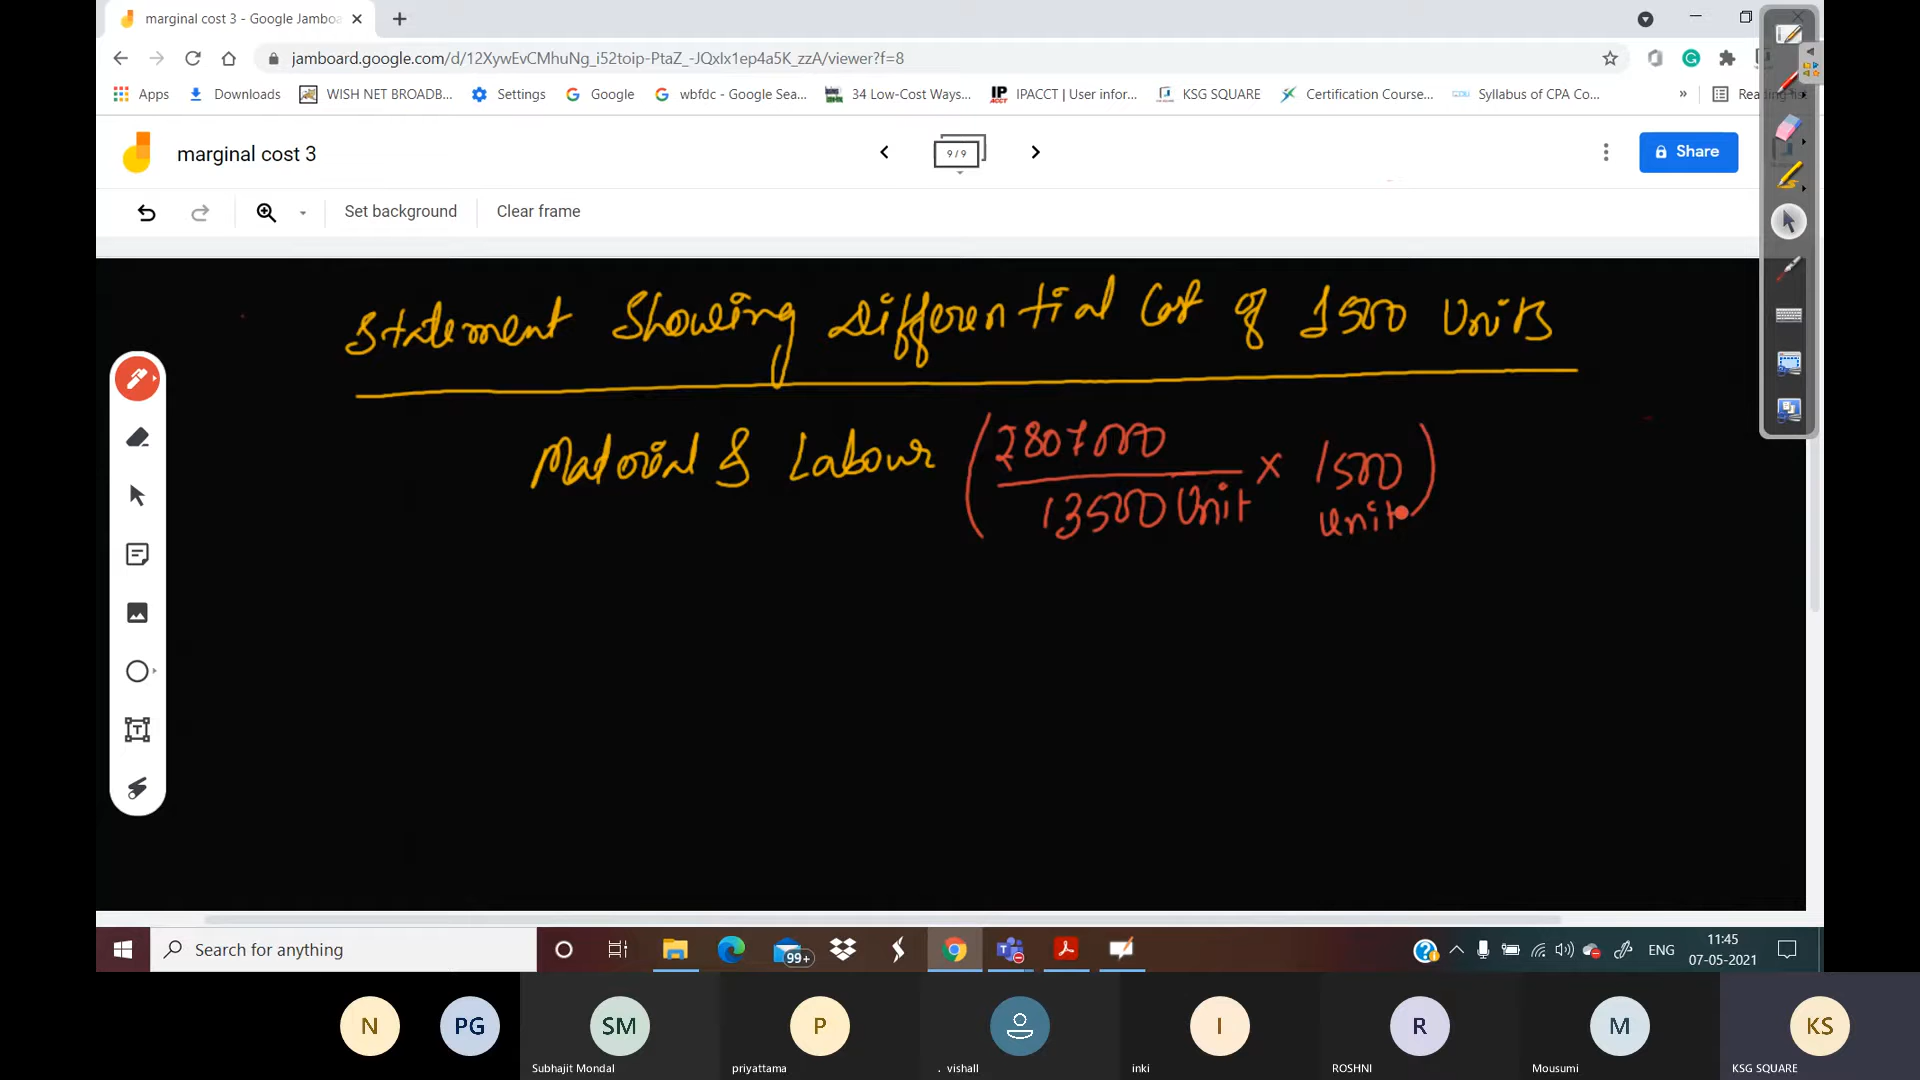 marginal cost 3 - Google Jamboa
jamboard.google.com/d/12XywEvCMhuNg_i52toip-PtaZ_-JQxlx1ep4a5K_zzA/viewer?f=8
Apps Downloads WISH NET BROADB... Settings Google wbfdc - Google Sea... 34 Low-Cost Ways... IPACCT | User infor... KSG SQUARE Certification Course... Syllabus of CPA Co... » Reading list
marginal cost 3
9 / 9
Share
Set background Clear frame
Statement Showing Differential Cost of 1500 Units
Material & Labour ( 2807000 / 13500 Unit × 1500 Unit )
Search for anything
99+
ENG
11:45
07-05-2021
N PG SM P I R M KS
Subhajit Mondal priyattama . vishall inki ROSHNI Mousumi KSG SQUARE